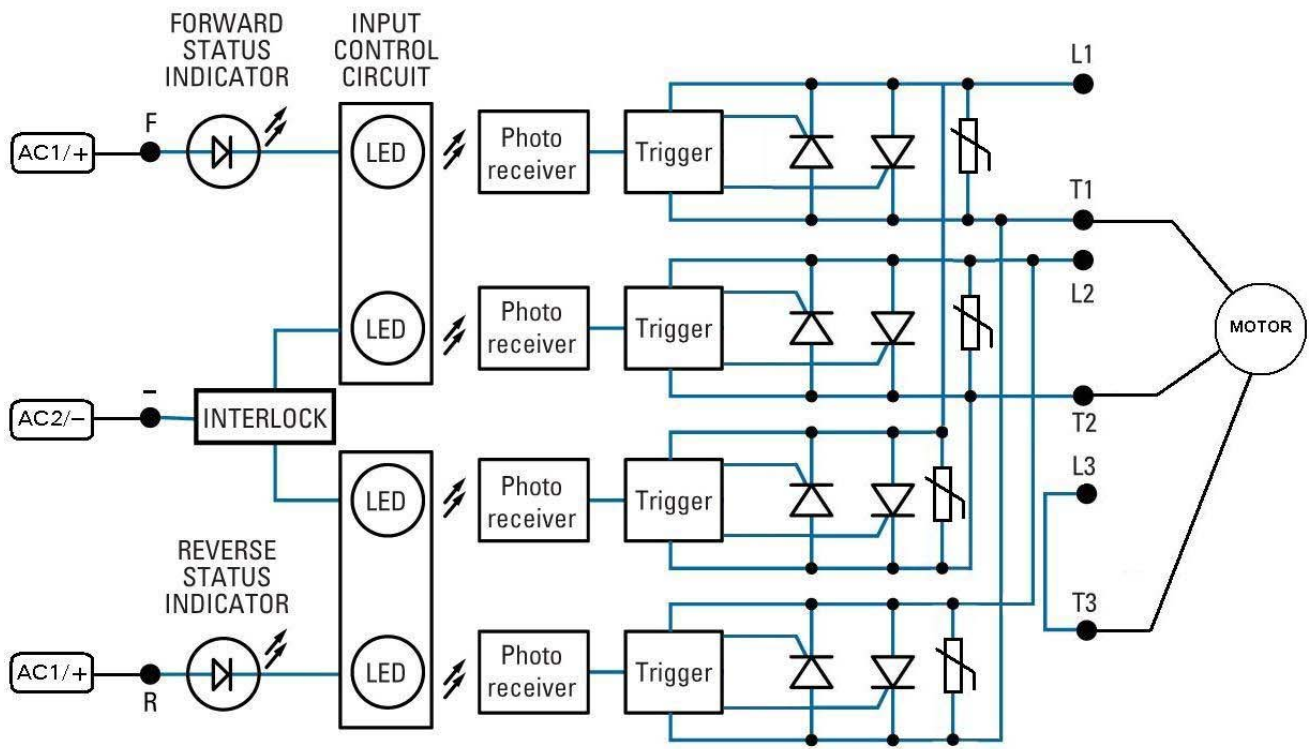 FORWARD
STATUS
INDICATOR
INPUT
CONTROL
CIRCUIT
L1
AC1/+
F
LED
Photo
receiver
Trigger
T1
L2
LED
Photo
receiver
Trigger
MOTOR
AC2/−
−
INTERLOCK
T2
L3
LED
Photo
receiver
Trigger
REVERSE
STATUS
INDICATOR
T3
AC1/+
R
LED
Photo
receiver
Trigger